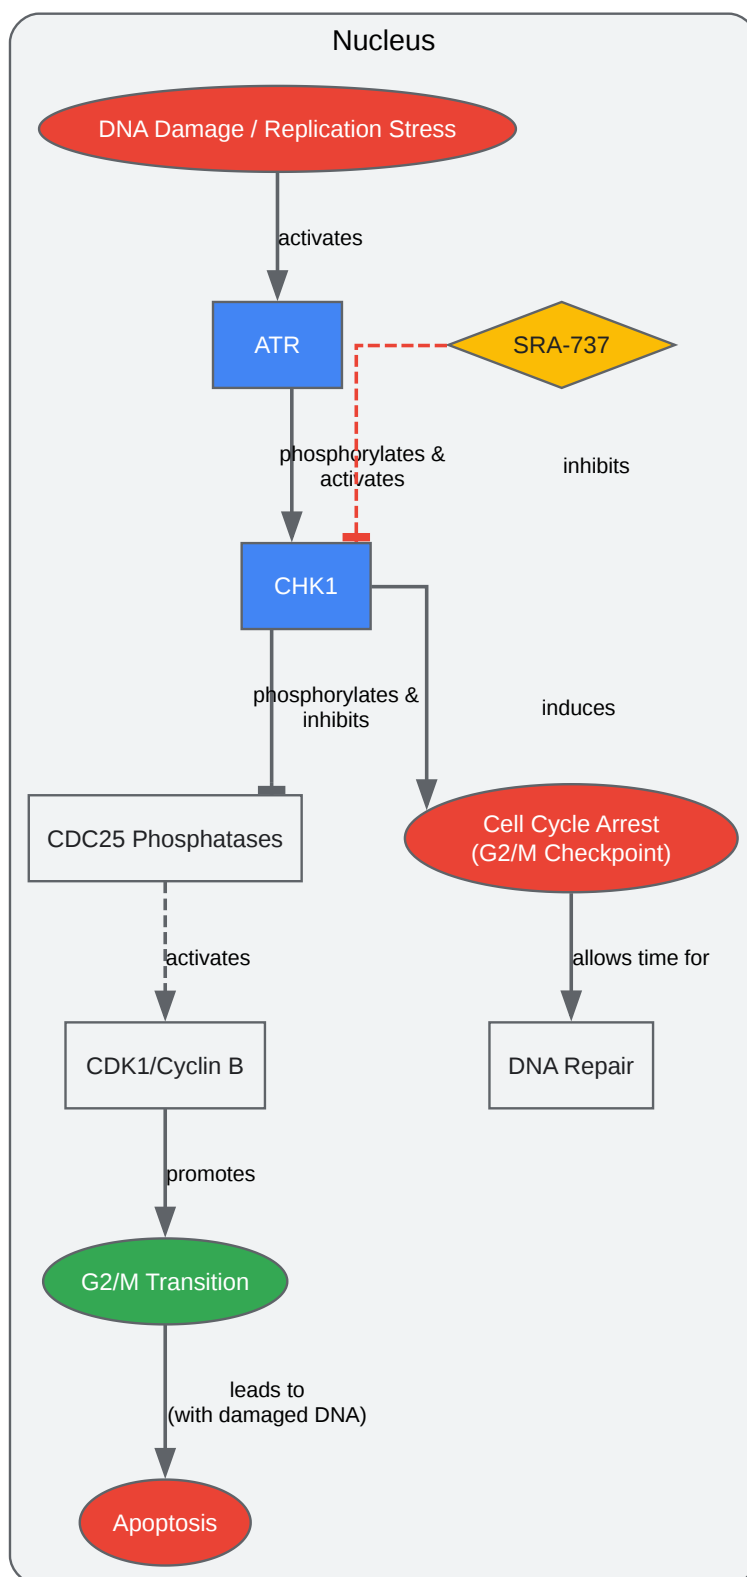 Nucleus
DNA Damage / Replication Stress
activates
ATR
SRA-737
phosphorylates &
activates
inhibits
CHK1
phosphorylates &
inhibits
induces
CDC25 Phosphatases
Cell Cycle Arrest
(G2/M Checkpoint)
activates
allows time for
CDK1/Cyclin B
DNA Repair
promotes
G2/M Transition
leads to
(with damaged DNA)
Apoptosis